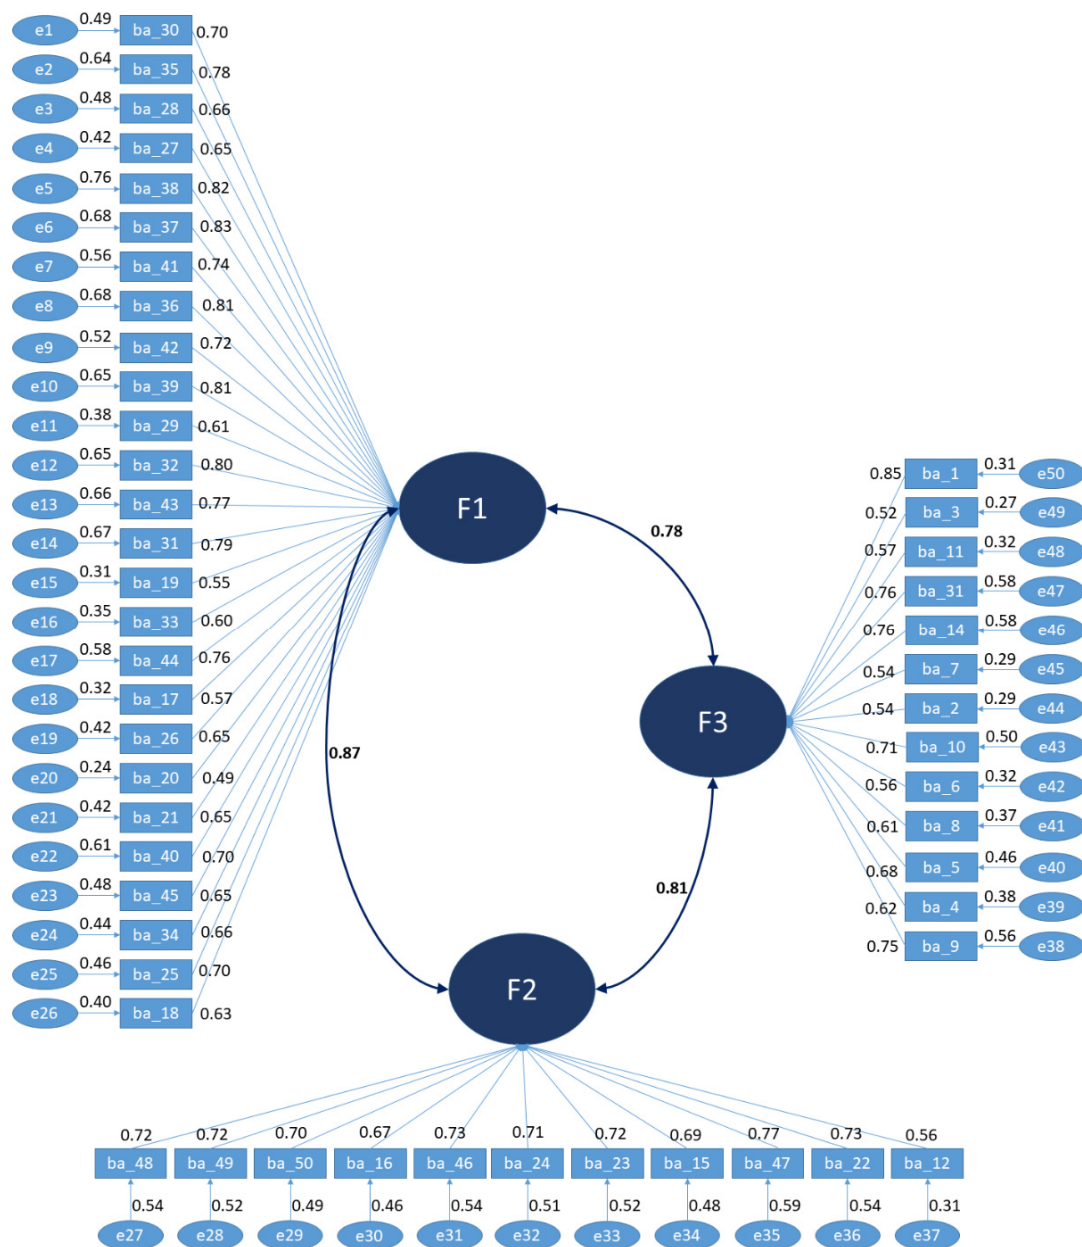 e1 0.49 ba_30 0.70
e2 0.64 ba_35 0.78
e3 0.48 ba_28 0.66
e4 0.42 ba_27 0.65
e5 0.76 ba_38 0.82
e6 0.68 ba_37 0.83
e7 0.56 ba_41 0.74
e8 0.68 ba_36 0.81
e9 0.52 ba_42 0.72
e10 0.65 ba_39 0.81
e11 0.38 ba_29 0.61
e12 0.65 ba_32 0.80
e13 0.66 ba_43 0.77
e14 0.67 ba_31 0.79
e15 0.31 ba_19 0.55
e16 0.35 ba_33 0.60
e17 0.58 ba_44 0.76
e18 0.32 ba_17 0.57
e19 0.42 ba_26 0.65
e20 0.24 ba_20 0.49
e21 0.42 ba_21 0.65
e22 0.61 ba_40 0.70
e23 0.48 ba_45 0.65
e24 0.44 ba_34 0.66
e25 0.46 ba_25 0.70
e26 0.40 ba_18 0.63
F1
0.78
F3
0.87
0.81
F2
0.85 ba_1 0.31 e50
0.52 ba_3 0.27 e49
0.57 ba_11 0.32 e48
0.76 ba_31 0.58 e47
0.76 ba_14 0.58 e46
0.54 ba_7 0.29 e45
0.54 ba_2 0.29 e44
0.71 ba_10 0.50 e43
0.56 ba_6 0.32 e42
0.61 ba_8 0.37 e41
0.68 ba_5 0.46 e40
0.62 ba_4 0.38 e39
0.75 ba_9 0.56 e38
0.72 0.72 0.70 0.67 0.73 0.71 0.72 0.69 0.77 0.73 0.56
ba_48 ba_49 ba_50 ba_16 ba_46 ba_24 ba_23 ba_15 ba_47 ba_22 ba_12
0.54 0.52 0.49 0.46 0.54 0.51 0.52 0.48 0.59 0.54 0.31
e27 e28 e29 e30 e31 e32 e33 e34 e35 e36 e37